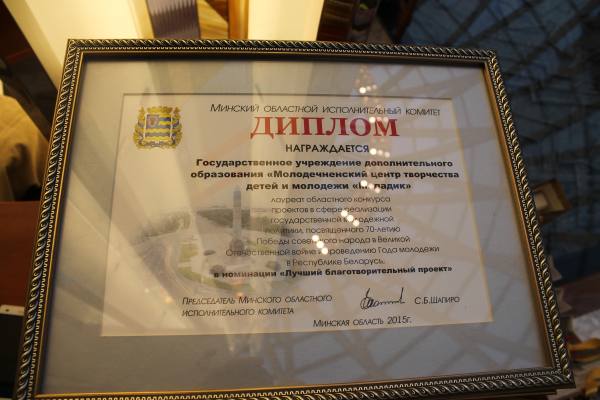 Минский областной исполнительный комитет
ДИПЛОМ
НАГРАЖДАЕТСЯ
Государственное учреждение дополнительного
образования «Молодечненский центр творчества
детей и молодежи
лауреат областного конкурса
проектов в сфере реализации
государственной молодежной
политики, посвященного 70-летию
Победы советского народа в Великой
Отечественной войне и проведению Года молодежи
в Республике Беларусь,
в номинации «Лучший благотворительный проект»
Председатель Минского областного
исполнительного комитета
С.Б.Шапиро
Минская область 2015г.